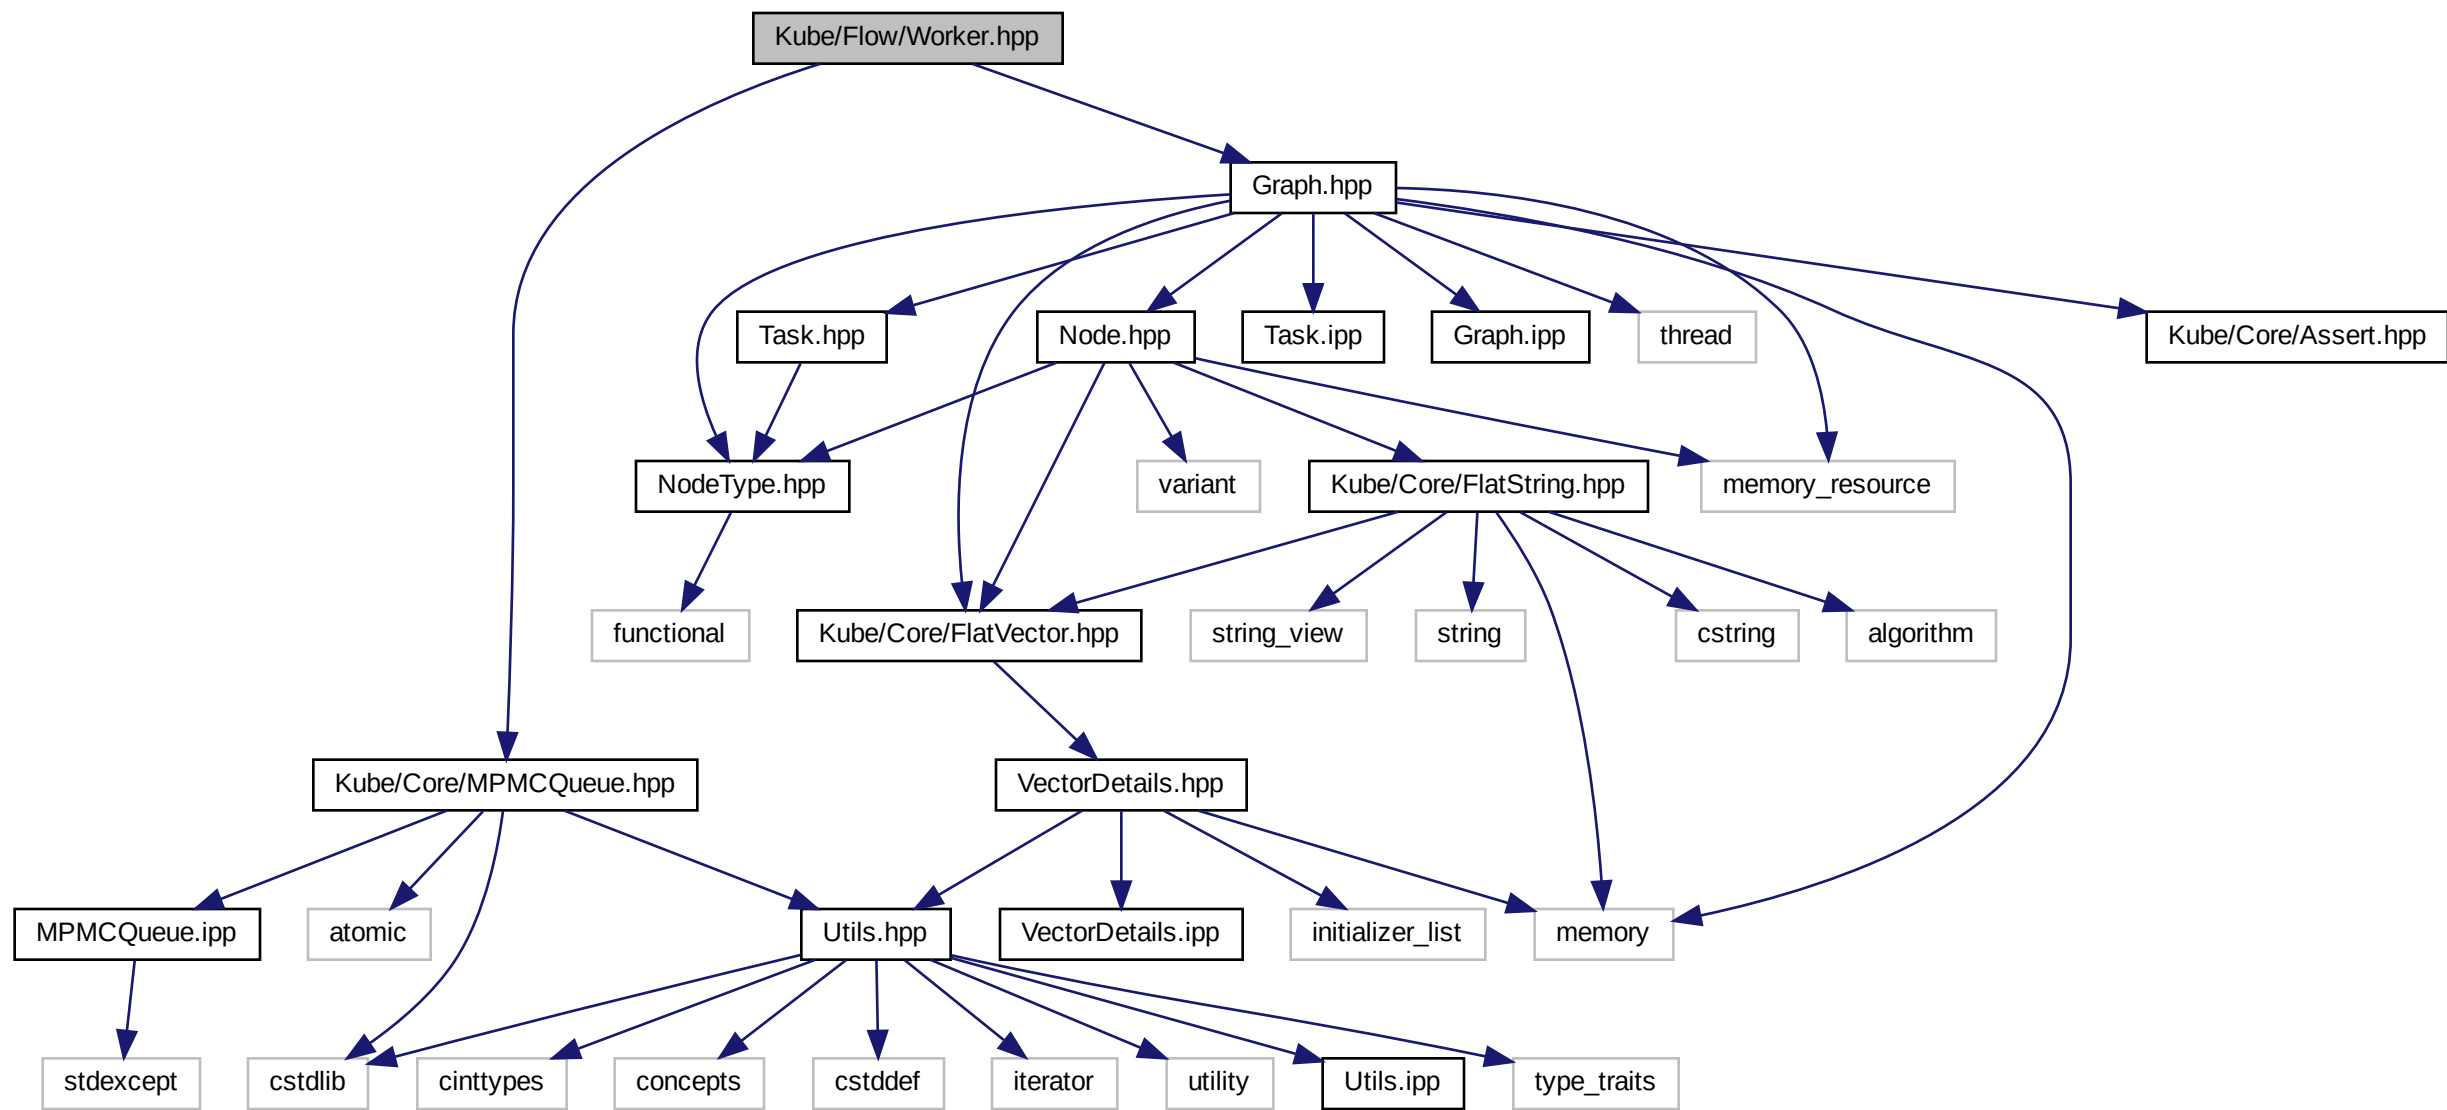 Kube/Flow/Worker.hpp
Graph.hpp
Task.hpp
Node.hpp
Task.ipp
Graph.ipp
thread
Kube/Core/Assert.hpp
NodeType.hpp
variant
Kube/Core/FlatString.hpp
memory_resource
functional
Kube/Core/FlatVector.hpp
string_view
string
cstring
algorithm
Kube/Core/MPMCQueue.hpp
VectorDetails.hpp
MPMCQueue.ipp
atomic
Utils.hpp
VectorDetails.ipp
initializer_list
memory
stdexcept
cstdlib
cinttypes
concepts
cstddef
iterator
utility
Utils.ipp
type_traits